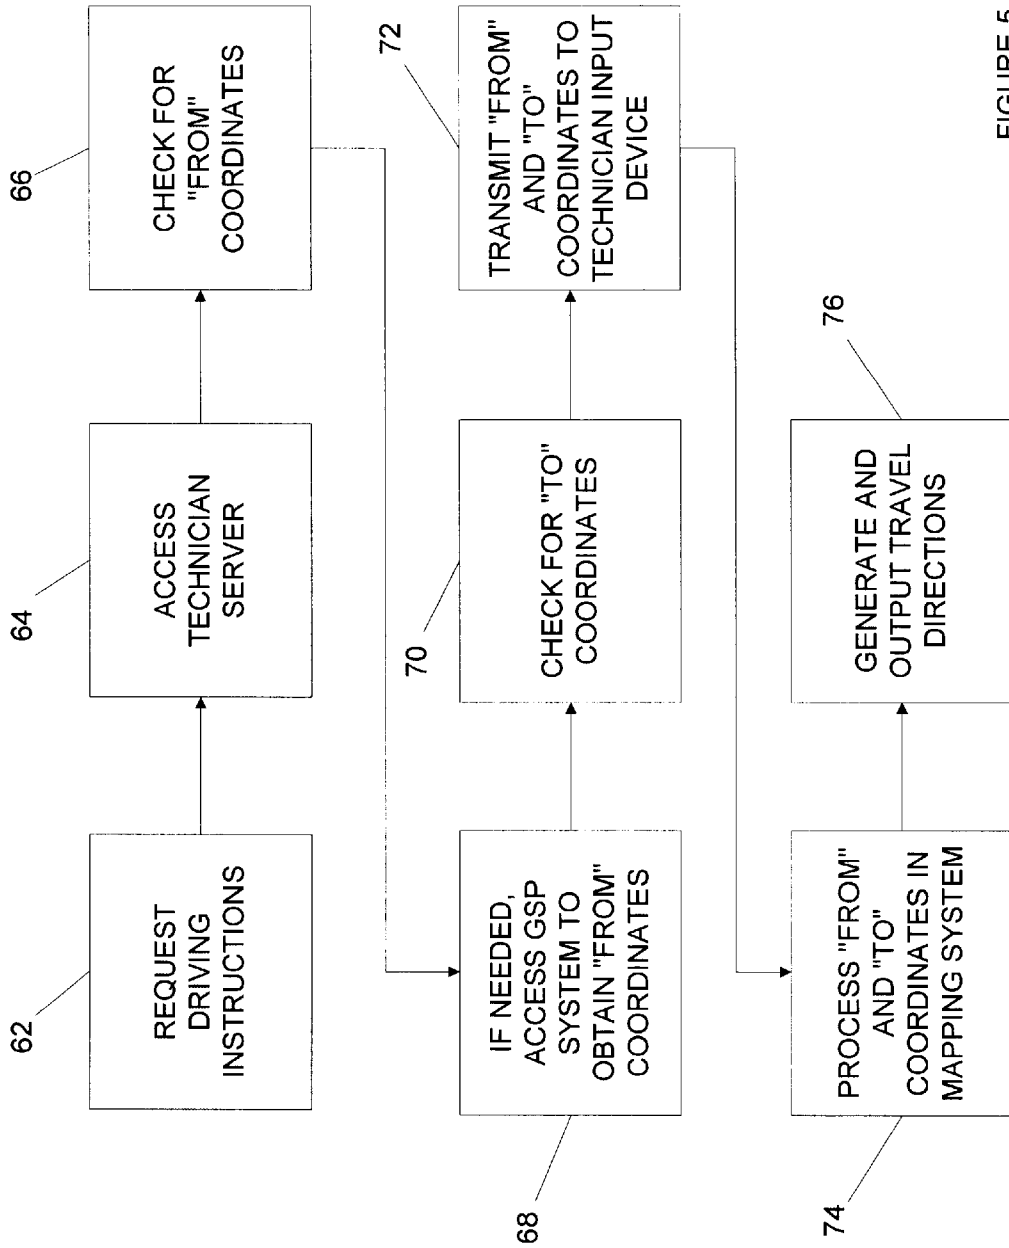 62
REQUEST
DRIVING
INSTRUCTIONS
64
ACCESS
TECHNICIAN
SERVER
66
CHECK FOR
"FROM"
COORDINATES
68
IF NEEDED,
ACCESS GSP
SYSTEM TO
OBTAIN "FROM"
COORDINATES
70
CHECK FOR "TO"
COORDINATES
72
TRANSMIT "FROM"
AND "TO"
COORDINATES TO
TECHNICIAN INPUT
DEVICE
74
PROCESS "FROM"
AND "TO"
COORDINATES IN
MAPPING SYSTEM
76
GENERATE AND
OUTPUT TRAVEL
DIRECTIONS
FIGURE 5